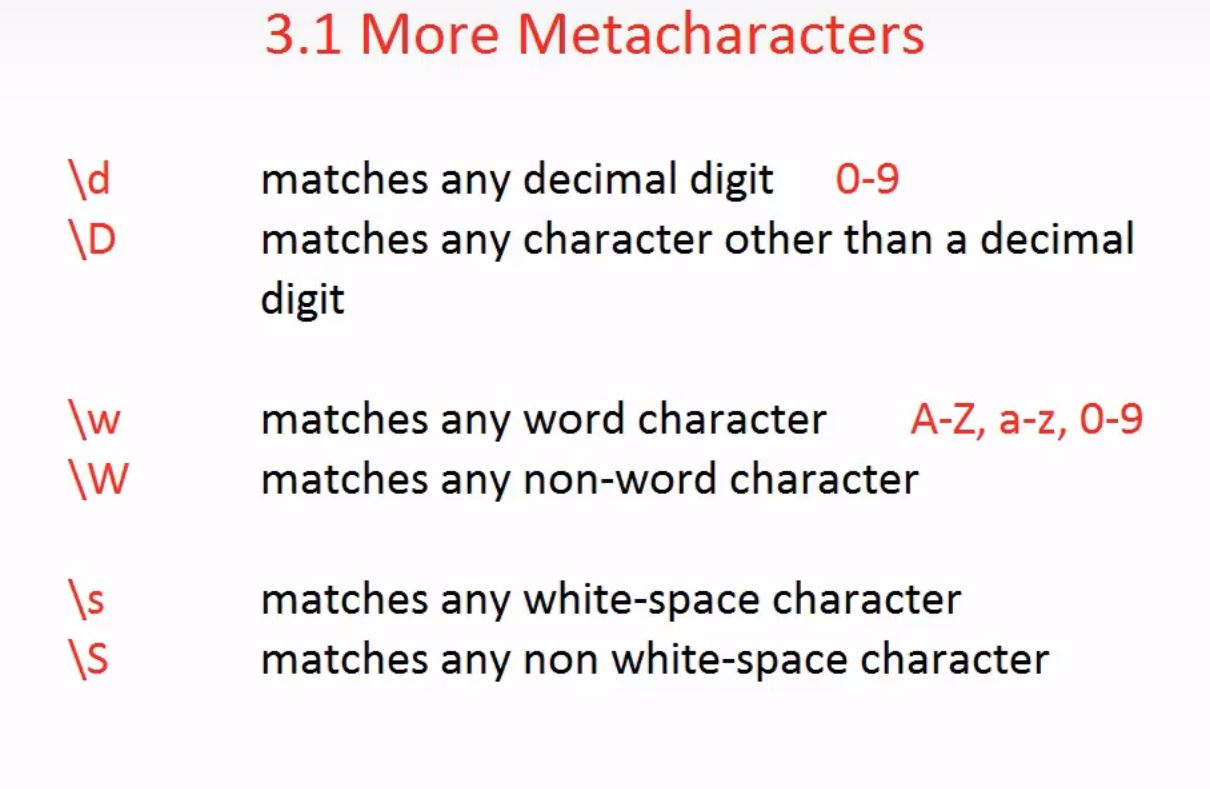 3.1 More Metacharacters
\d matches any decimal digit 0-9
\D matches any character other than a decimal
digit
\w matches any word character A-Z, a-z, 0-9
\W matches any non-word character
\s matches any white-space character
\S matches any non white-space character